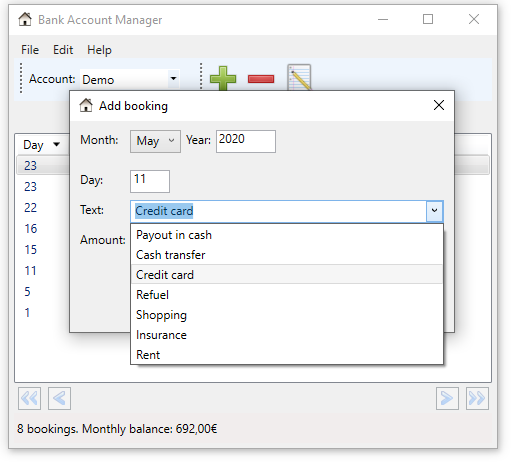 Bank Account Manager
File Edit Help
Account: Demo
Add booking
Month: May Year: 2020
Day: 11
Text: Credit card
Amount:
Payout in cash
Cash transfer
Credit card
Refuel
Shopping
Insurance
Rent
Day
23
23
22
16
15
11
5
1
8 bookings. Monthly balance: 692,00€